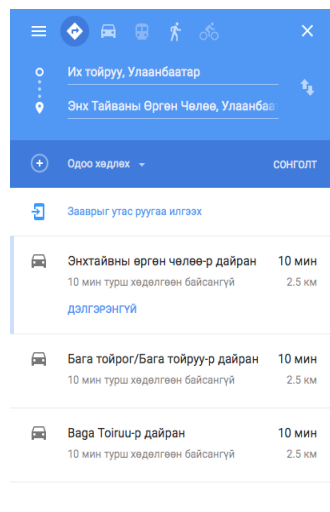 Их тойруу, Улаанбаатар
Энх Тайваны Өргөн Чөлөө, Улаанбаа
Одоо хөдлөх
СОНГОЛТ
Зааврыг утас руугаа илгээх
Энхтайвны өргөн чөлөө-р дайран 10 мин
10 мин турш хөдөлгөөн байсангүй 2.5 км
ДЭЛГЭРЭНГҮЙ
Бага тойрог/Бага тойруу-р дайран 10 мин
10 мин турш хөдөлгөөн байсангүй 2.5 км
Baga Toiruu-р дайран 10 мин
10 мин турш хөдөлгөөн байсангүй 2.5 км